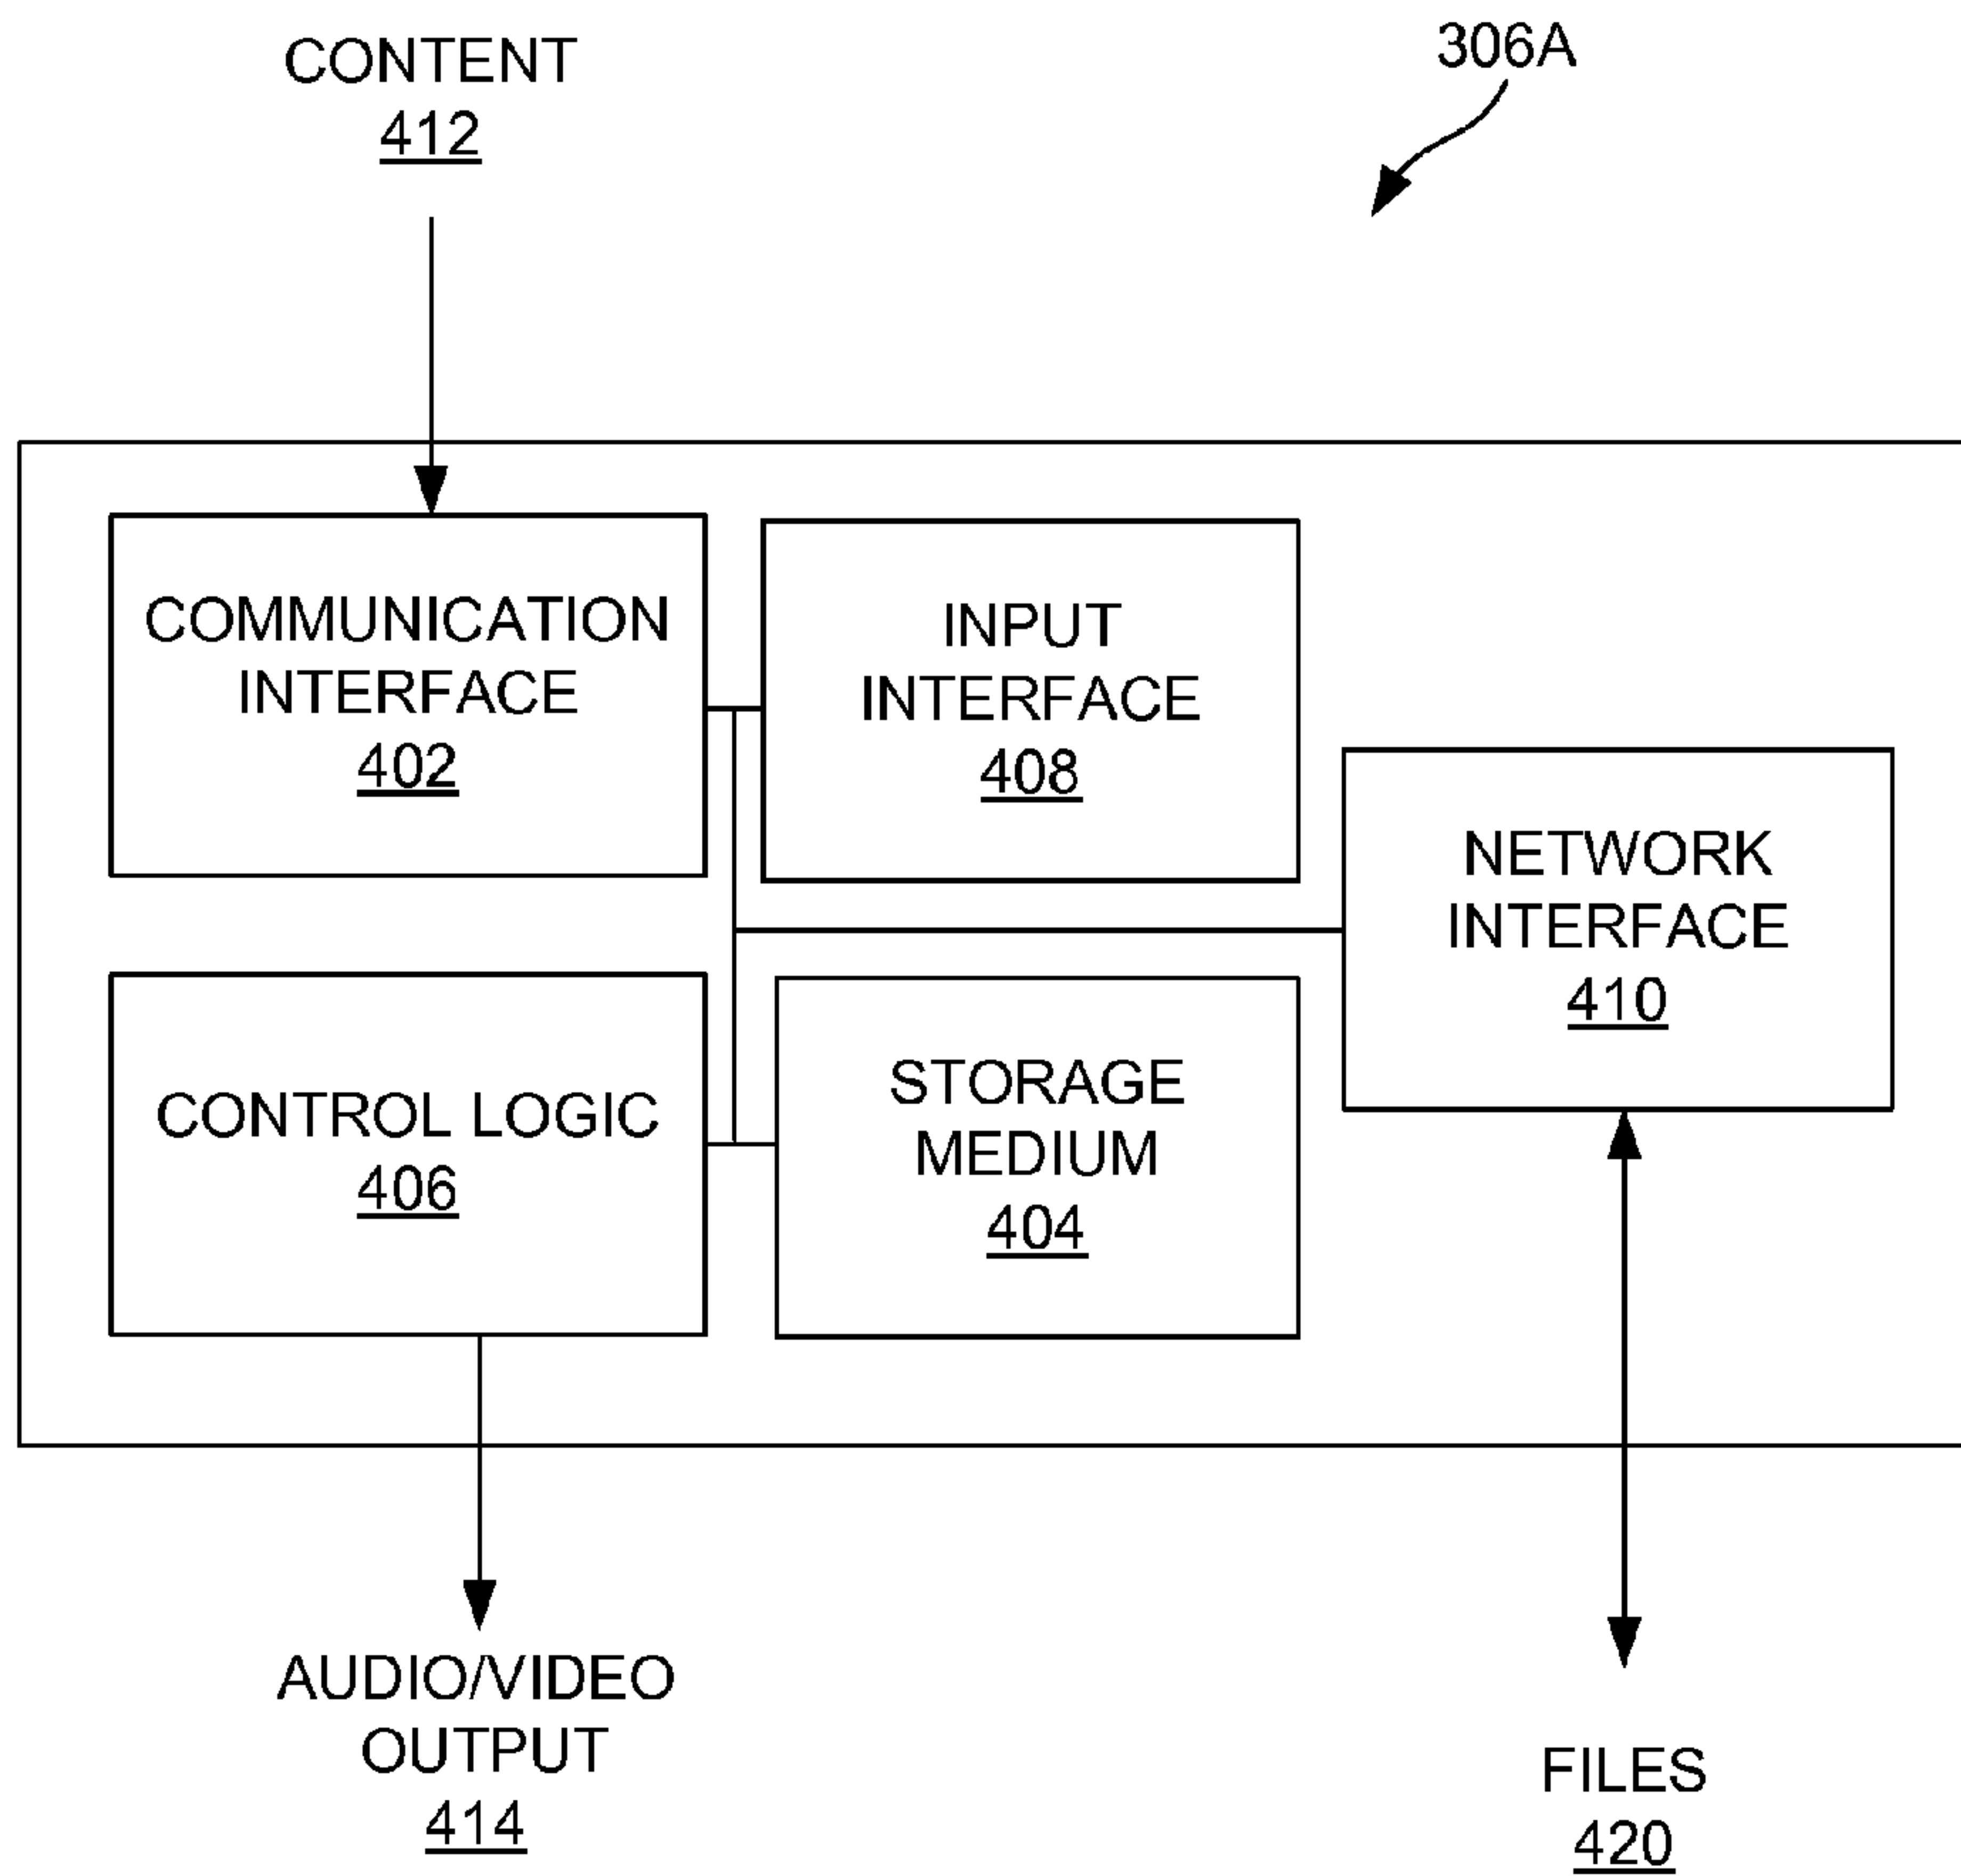 CONTENT
412
306A
COMMUNICATION
INTERFACE
402
INPUT
INTERFACE
408
NETWORK
INTERFACE
410
CONTROL LOGIC
406
STORAGE
MEDIUM
404
AUDIO/VIDEO
OUTPUT
414
FILES
420